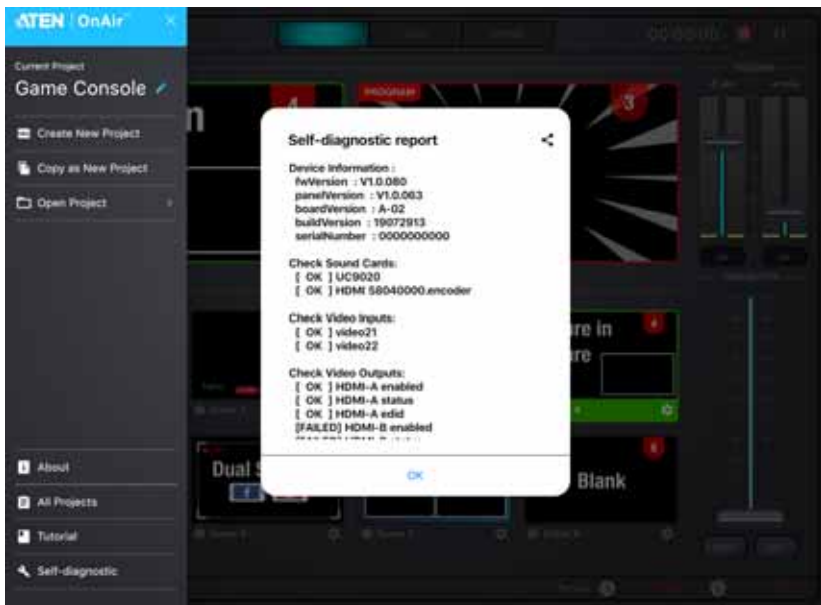 ATEN OnAir
Current Project
Game Console
Create New Project
Copy as New Project
Open Project
About
All Projects
Tutorial
Self-diagnostic
PROGRAM
4
3
Self-diagnostic report
Device Information :
fwVersion : V1.0.080
panelVersion : V1.0.063
boardVersion : A-02
buildVersion : 19072913
serialNumber : 0000000000
Check Sound Cards:
[ OK ] UC9020
[ OK ] HDMI 58040000.encoder
Check Video Inputs:
[ OK ] video21
[ OK ] video22
Check Video Outputs:
[ OK ] HDMI-A enabled
[ OK ] HDMI-A status
[ OK ] HDMI-A edid
[FAILED] HDMI-B enabled
OK
re in
re
Dual S
Blank